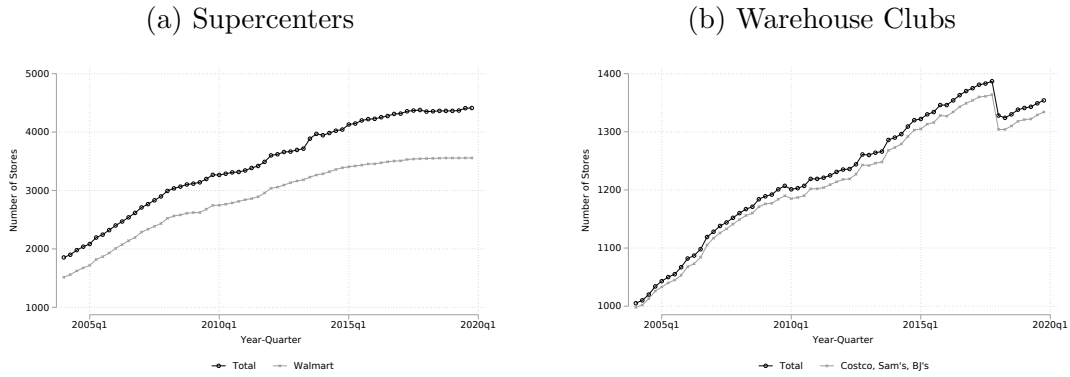 (a) Supercenters
5000
4000
3000
2000
1000
Number of Stores
2005q1 2010q1 2015q1 2020q1
Year-Quarter
Total Walmart
(b) Warehouse Clubs
1400
1300
1200
1100
1000
Number of Stores
2005q1 2010q1 2015q1 2020q1
Year-Quarter
Total Costco, Sam's, BJ's